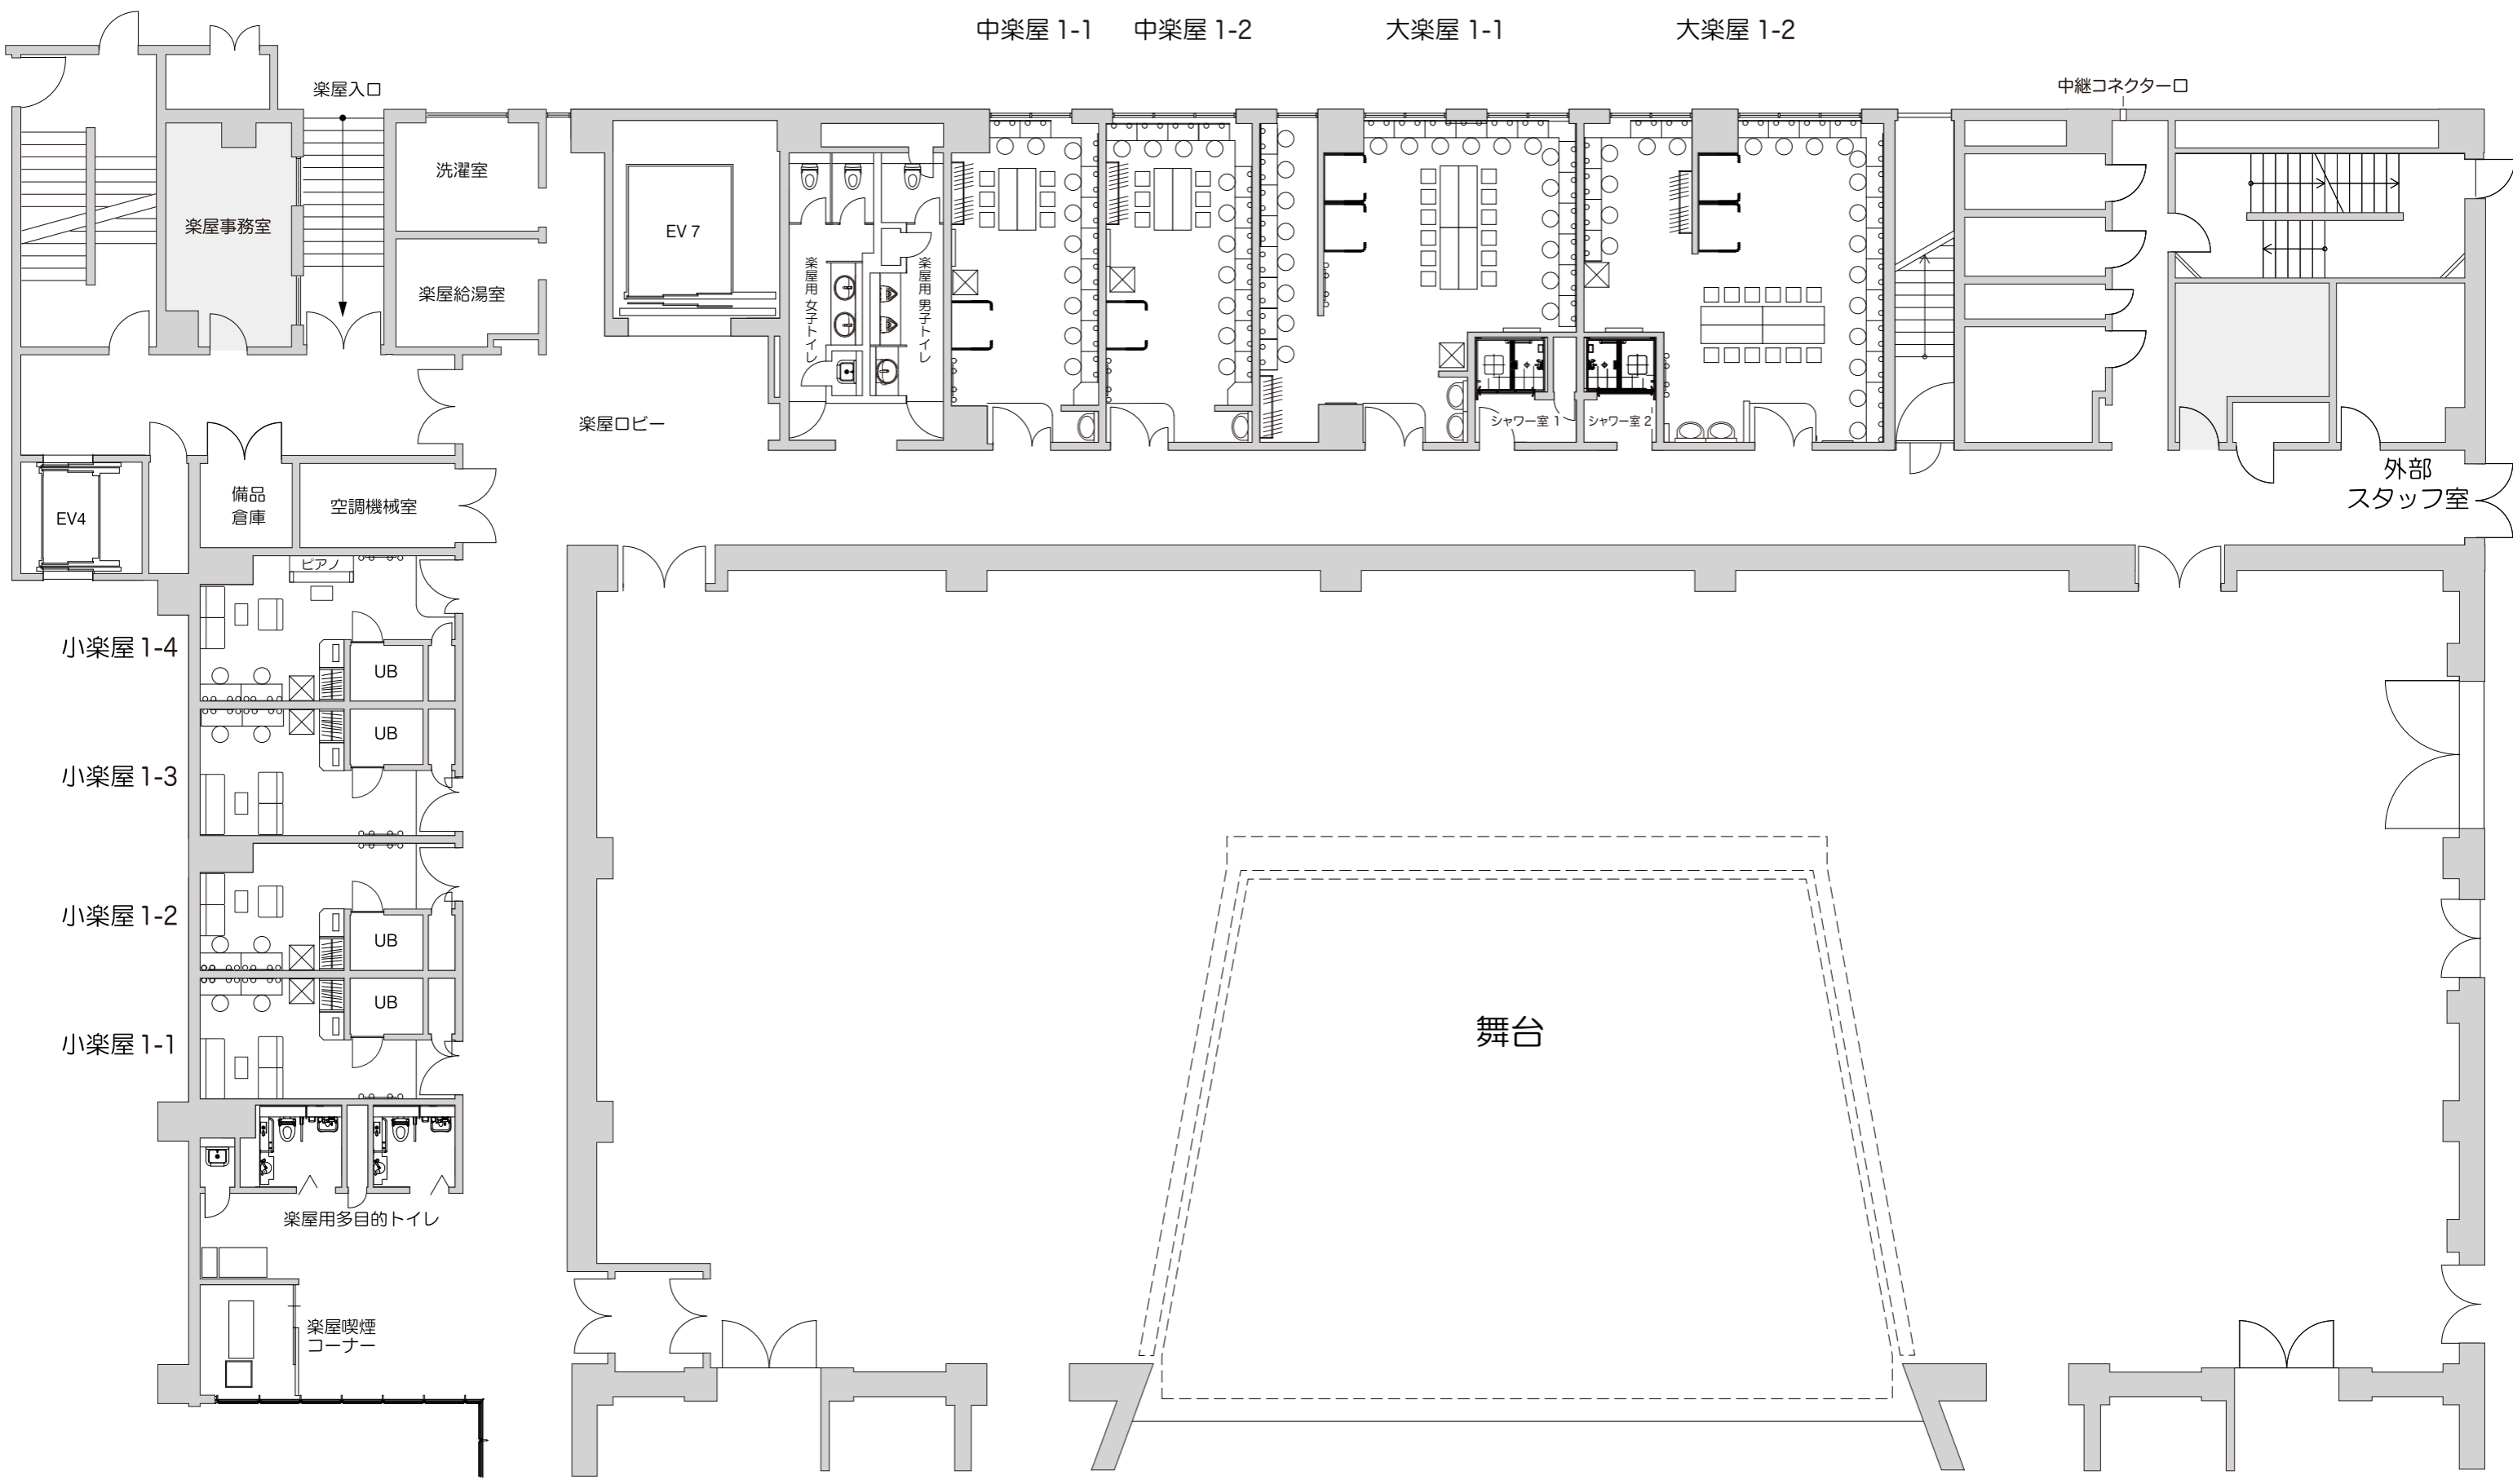 中楽屋 1-1
中楽屋 1-2
大楽屋 1-1
大楽屋 1-2
楽屋入口
中継コネクター口
洗濯室
楽屋事務室
EV 7
楽屋給湯室
楽屋用 女子トイレ
楽屋用 男子トイレ
楽屋ロビー
シャワー室 1
シャワー室 2
外部
スタッフ室
備品
倉庫
空調機械室
EV4
ピアノ
小楽屋 1-4
UB
UB
小楽屋 1-3
小楽屋 1-2
UB
UB
小楽屋 1-1
舞台
楽屋用多目的トイレ
楽屋喫煙
コーナー